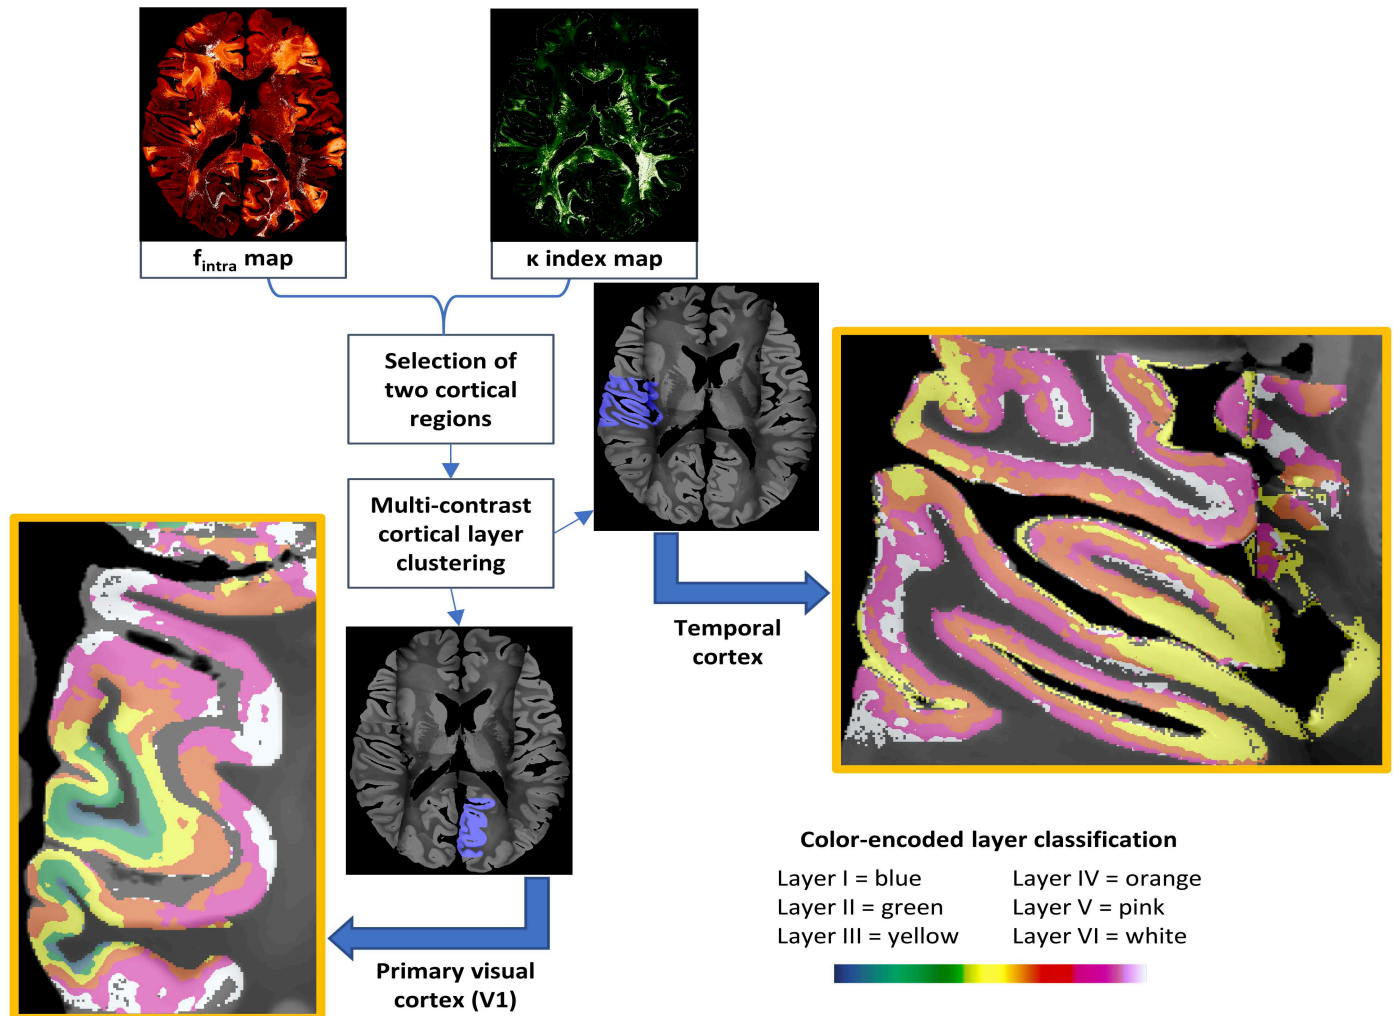 f_intra map
κ index map
Selection of
two cortical
regions
Multi-contrast
cortical layer
clustering
Temporal
cortex
Primary visual
cortex (V1)
Color-encoded layer classification
Layer I = blue
Layer II = green
Layer III = yellow
Layer IV = orange
Layer V = pink
Layer VI = white